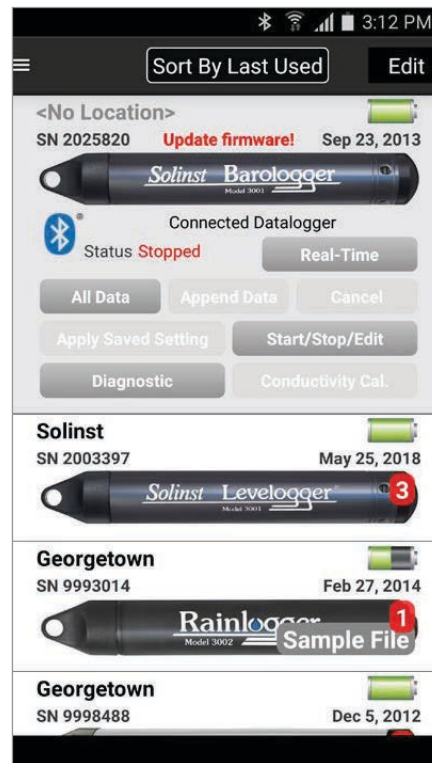 3:12 PM
Sort By Last Used Edit
<No Location>
SN 2025820 Update firmware! Sep 23, 2013
Solinst Barologger
Model 3001
Connected Datalogger
Status Stopped Real-Time
All Data Append Data Cancel
Apply Saved Setting Start/Stop/Edit
Diagnostic Conductivity Cal.
Solinst
SN 2003397 May 25, 2018
Solinst Levelogger 3
Model 3001
Georgetown
SN 9993014 Feb 27, 2014
Rainlogger 1
Model 3002 Sample File
Georgetown
SN 9998488 Dec 5, 2012